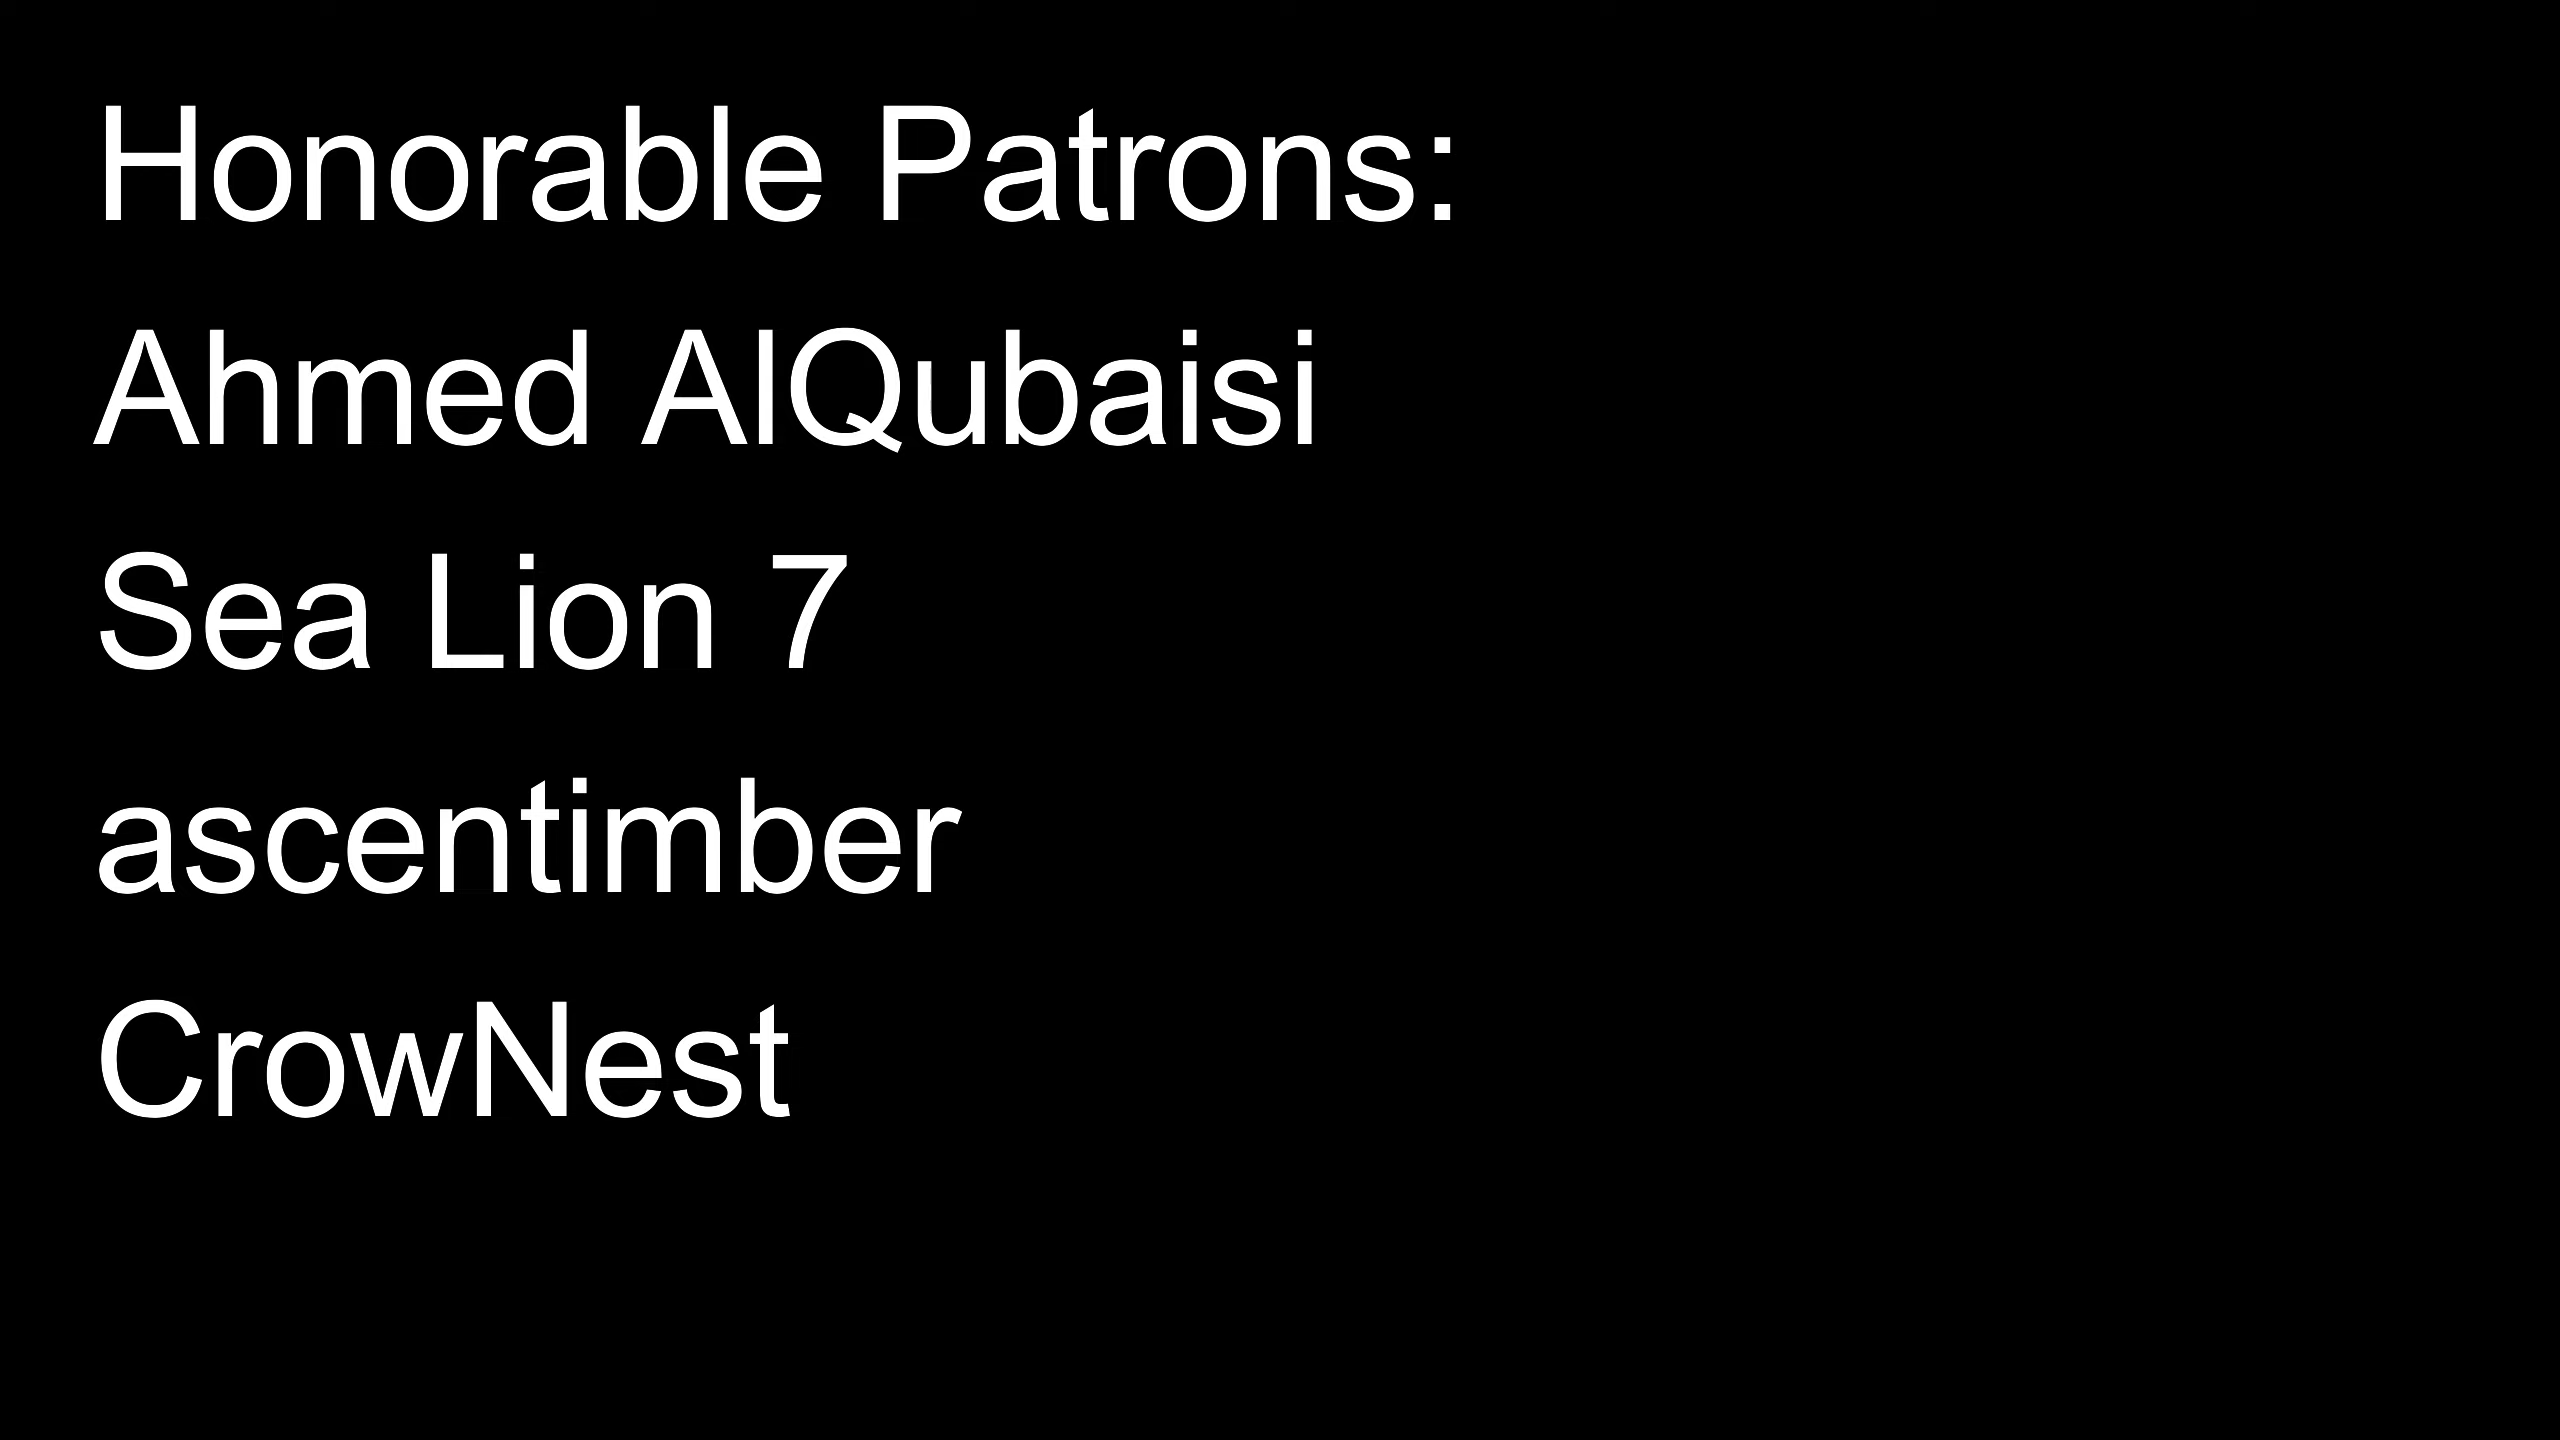 Honorable Patrons:
Ahmed AlQubaisi
Sea Lion 7
ascentimber
CrowNest